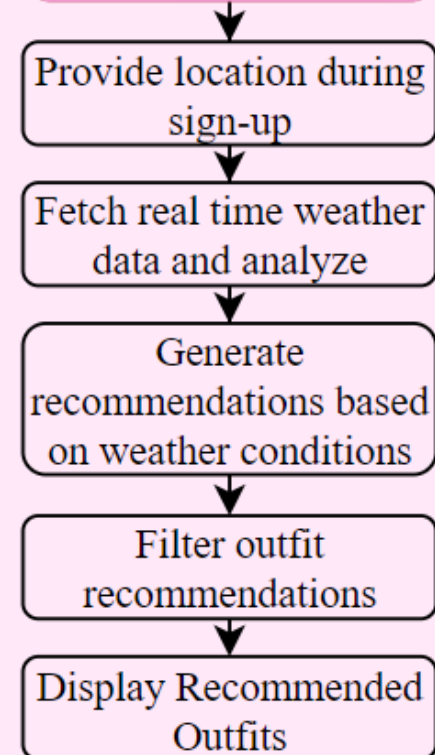 Provide location during
sign-up
Fetch real time weather
data and analyze
Generate
recommendations based
on weather conditions
Filter outfit
recommendations
Display Recommended
Outfits